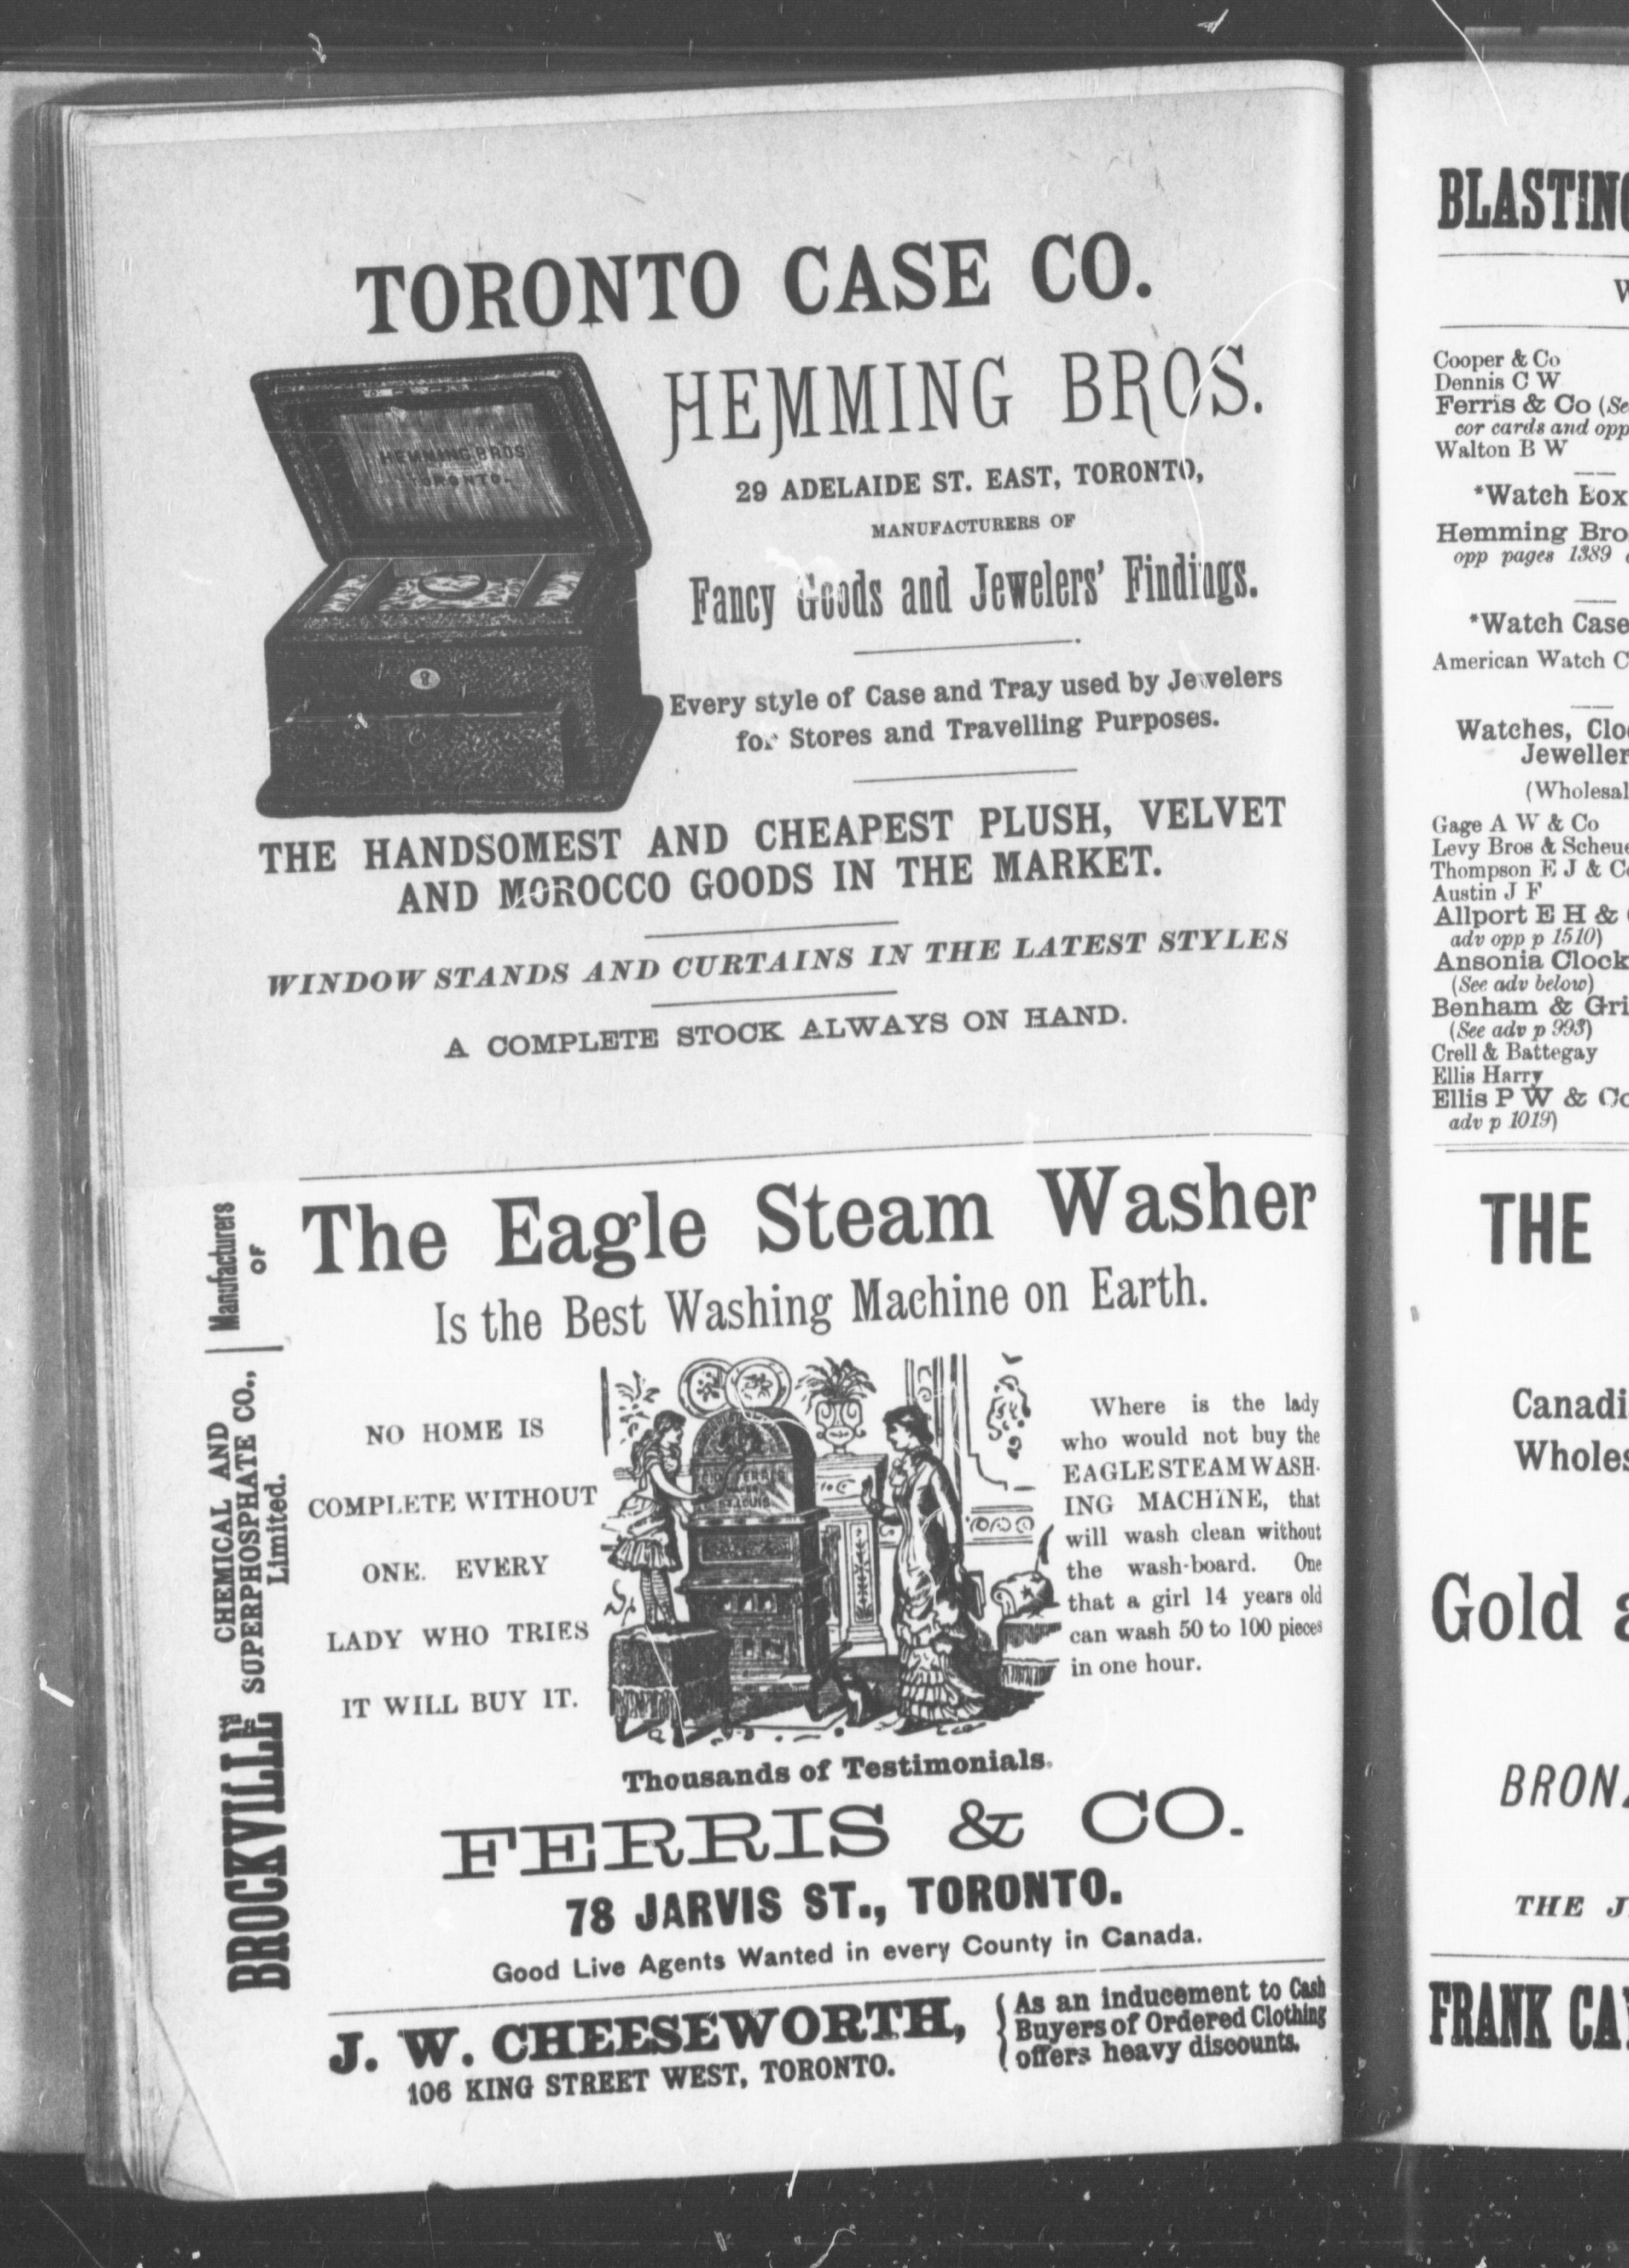 TORONTO CASE CO.
HEMMING BROS
TORONTO.
HEMMING BROS.
29 ADELAIDE ST. EAST, TORONTO,
MANUFACTURERS OF
Fancy Goods and Jewelers' Findings.
Every style of Case and Tray used by Jewelers
for Stores and Travelling Purposes.
THE HANDSOMEST AND CHEAPEST PLUSH, VELVET
AND MOROCCO GOODS IN THE MARKET.
WINDOW STANDS AND CURTAINS IN THE LATEST STYLES
A COMPLETE STOCK ALWAYS ON HAND.
BROCKVILLE
CHEMICAL AND
SUPERPHOSPHATE CO.,
Limited.
Manufacturers
OF
The Eagle Steam Washer
Is the Best Washing Machine on Earth.
NO HOME IS
COMPLETE WITHOUT
ONE. EVERY
LADY WHO TRIES
IT WILL BUY IT.
Where is the lady
who would not buy the
EAGLE STEAM WASH-
ING MACHINE, that
will wash clean without
the wash-board. One
that a girl 14 years old
can wash 50 to 100 pieces
in one hour.
Thousands of Testimonials.
FERRIS & CO.
78 JARVIS ST., TORONTO.
Good Live Agents Wanted in every County in Canada.
J. W. CHEESEWORTH,
106 KING STREET WEST, TORONTO.
As an inducement to Cash
Buyers of Ordered Clothing
offers heavy discounts.
BLASTING
W
Cooper & Co
Dennis C W
Ferris & Co (See
cor cards and opp
Walton B W
*Watch Box
Hemming Bro
opp pages 1389
*Watch Case
American Watch C
Watches, Clo
Jeweller
(Wholesal
Gage A W & Co
Levy Bros & Scheue
Thompson E J & Co
Austin J F
Allport E H &
adv opp p 1510)
Ansonia Clock
(See adv below)
Benham & Gri
(See adv p 993)
Crell & Battegay
Ellis Harry
Ellis P W & Co
adv p 1019)
THE
Canadi
Wholes
Gold a
BRON
THE J
FRANK CA